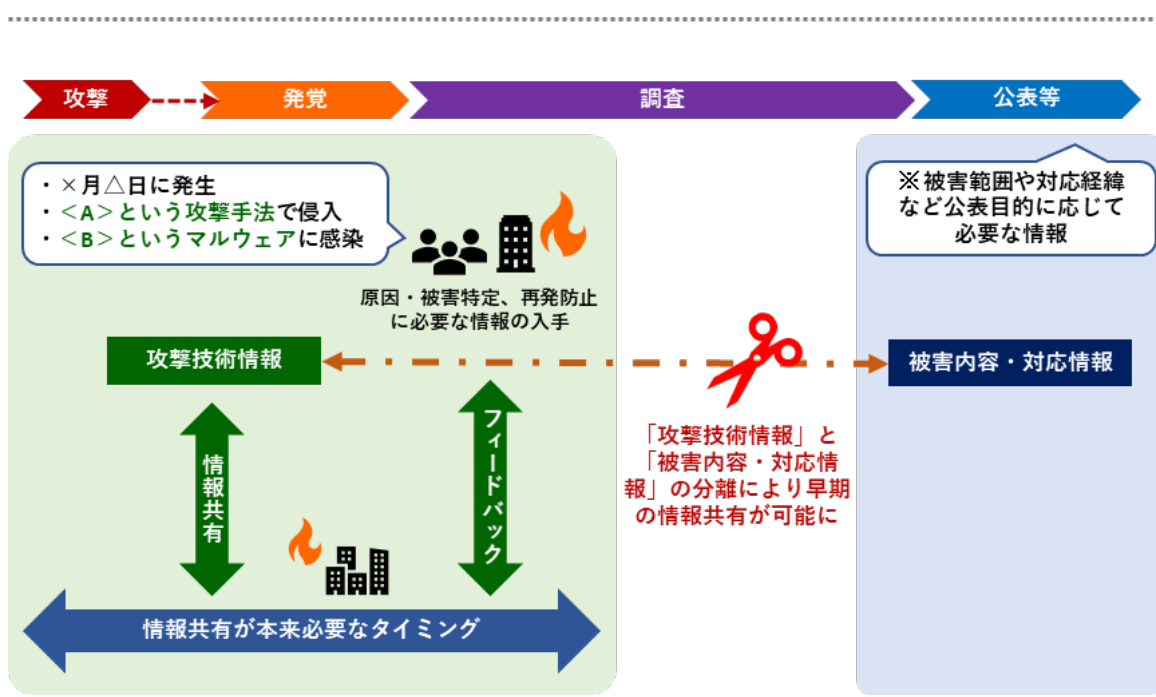 攻撃
発覚
調査
公表等
・×月△日に発生
・<A>という攻撃手法で侵入
・<B>というマルウェアに感染
※被害範囲や対応経緯
など公表目的に応じて
必要な情報
原因・被害特定、再発防止
に必要な情報の入手
攻撃技術情報
被害内容・対応情報
情報共有
フィードバック
「攻撃技術情報」と
「被害内容・対応情
報」の分離により早期
の情報共有が可能に
情報共有が本来必要なタイミング